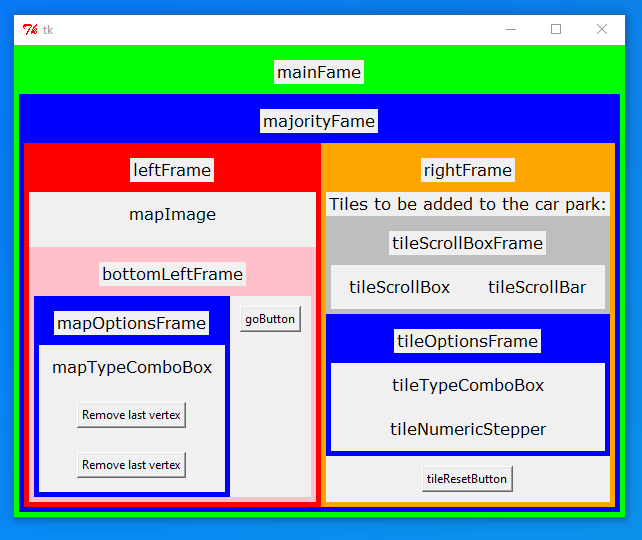 tk
mainFame
majorityFame
leftFrame
mapImage
bottomLeftFrame
mapOptionsFrame
mapTypeComboBox
Remove last vertex
Remove last vertex
goButton
rightFrame
Tiles to be added to the car park:
tileScrollBoxFrame
tileScrollBox tileScrollBar
tileOptionsFrame
tileTypeComboBox
tileNumericStepper
tileResetButton